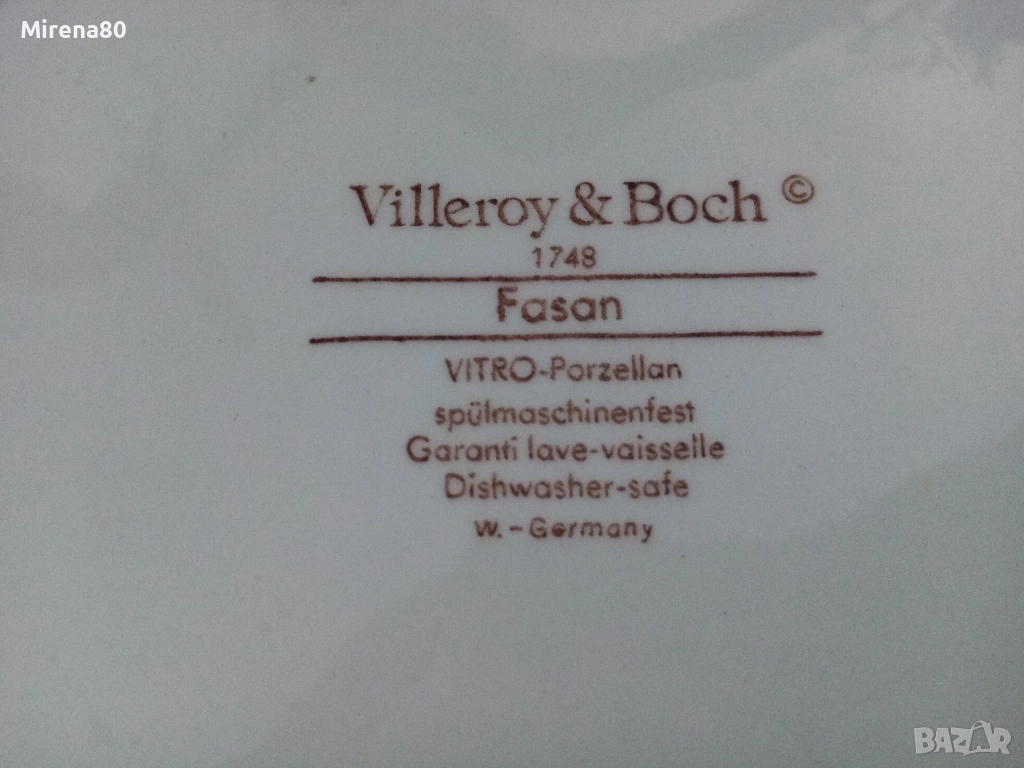 Mirena80
Villeroy & Boch ©
1748
Fasan
VITRO-Porzellan
spülmaschinenfest
Garanti lave-vaisselle
Dishwasher-safe
W.-Germany
BAZAR